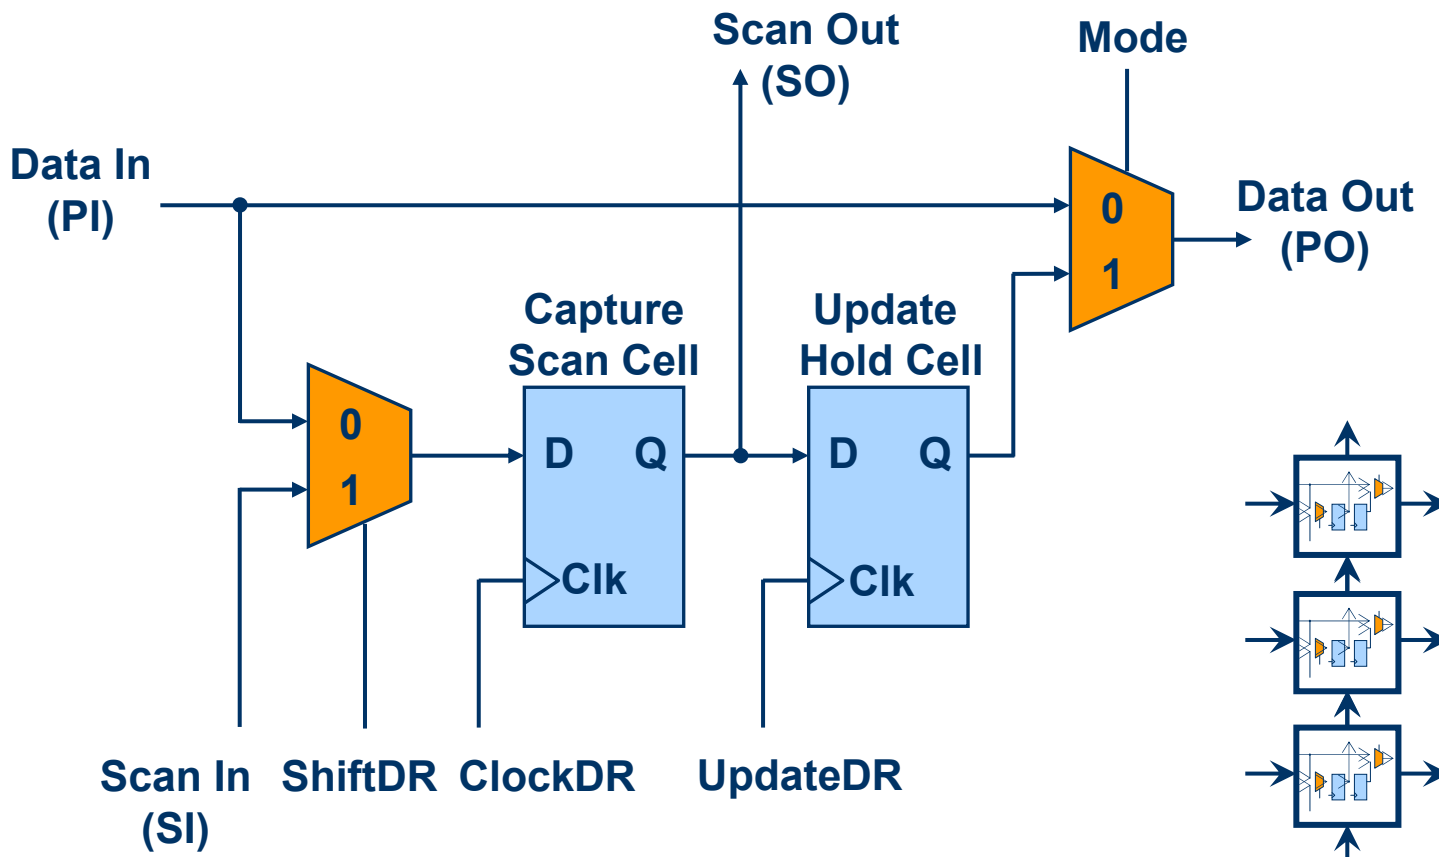 Scan Out
(SO)
Mode
Data In
(PI)
0
1
Data Out
(PO)
Capture
Scan Cell
Update
Hold Cell
0
1
D Q
Clk
D Q
Clk
Scan In
(SI)
ShiftDR
ClockDR
UpdateDR